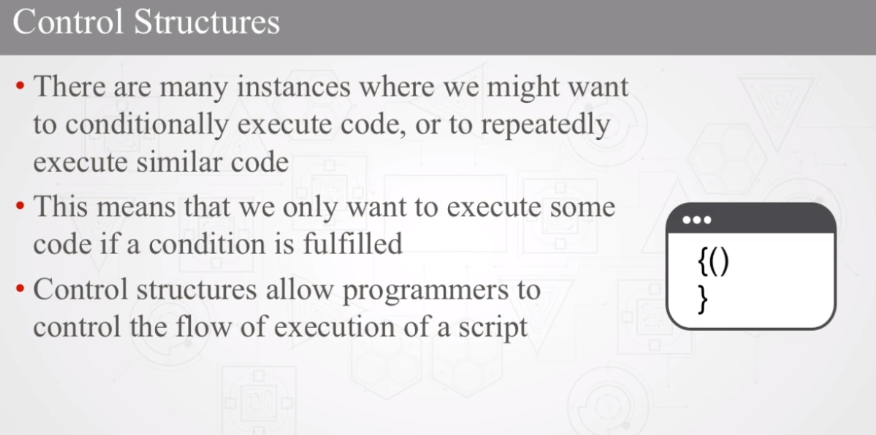 Control Structures
• There are many instances where we might want
to conditionally execute code, or to repeatedly
execute similar code
• This means that we only want to execute some
code if a condition is fulfilled
• Control structures allow programmers to
control the flow of execution of a script
{()
}